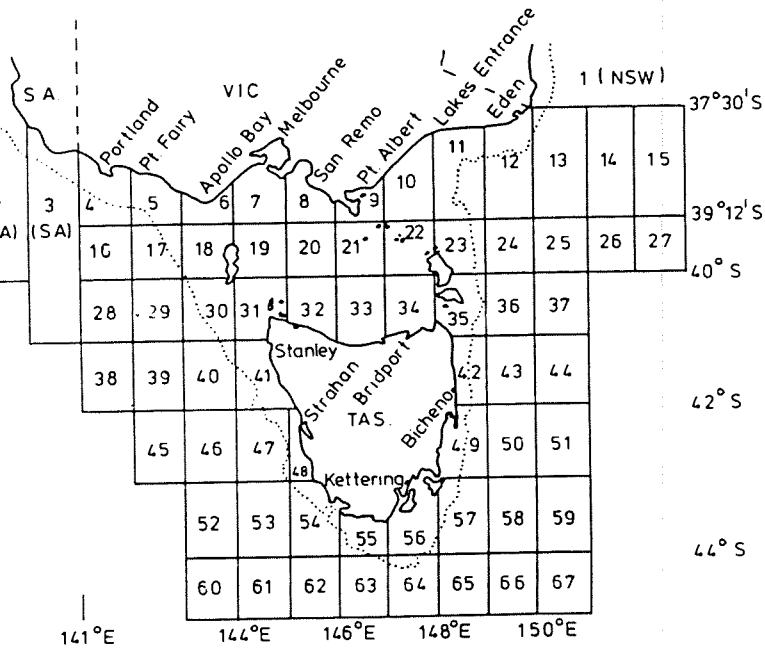 S A.
VIC
1 (NSW)
37°30'S
Portland
Pt. Fairy
Apollo Bay
Melbourne
San Remo
Pt. Albert
Lakes Entrance
Eden
11 12 13 14 15
3 4 5 6 7 8 9 10
A) (SA)
39°12'S
16 17 18 19 20 21 22 23 24 25 26 27
40°S
28 29 30 31 32 33 34 35 36 37
Stanley
Strahan
Bridport
38 39 40 41 42 43 44
42°S
TAS.
Bicheno
45 46 47 48 49 50 51
Kettering
52 53 54 55 56 57 58 59
44°S
60 61 62 63 64 65 66 67
141°E 144°E 146°E 148°E 150°E